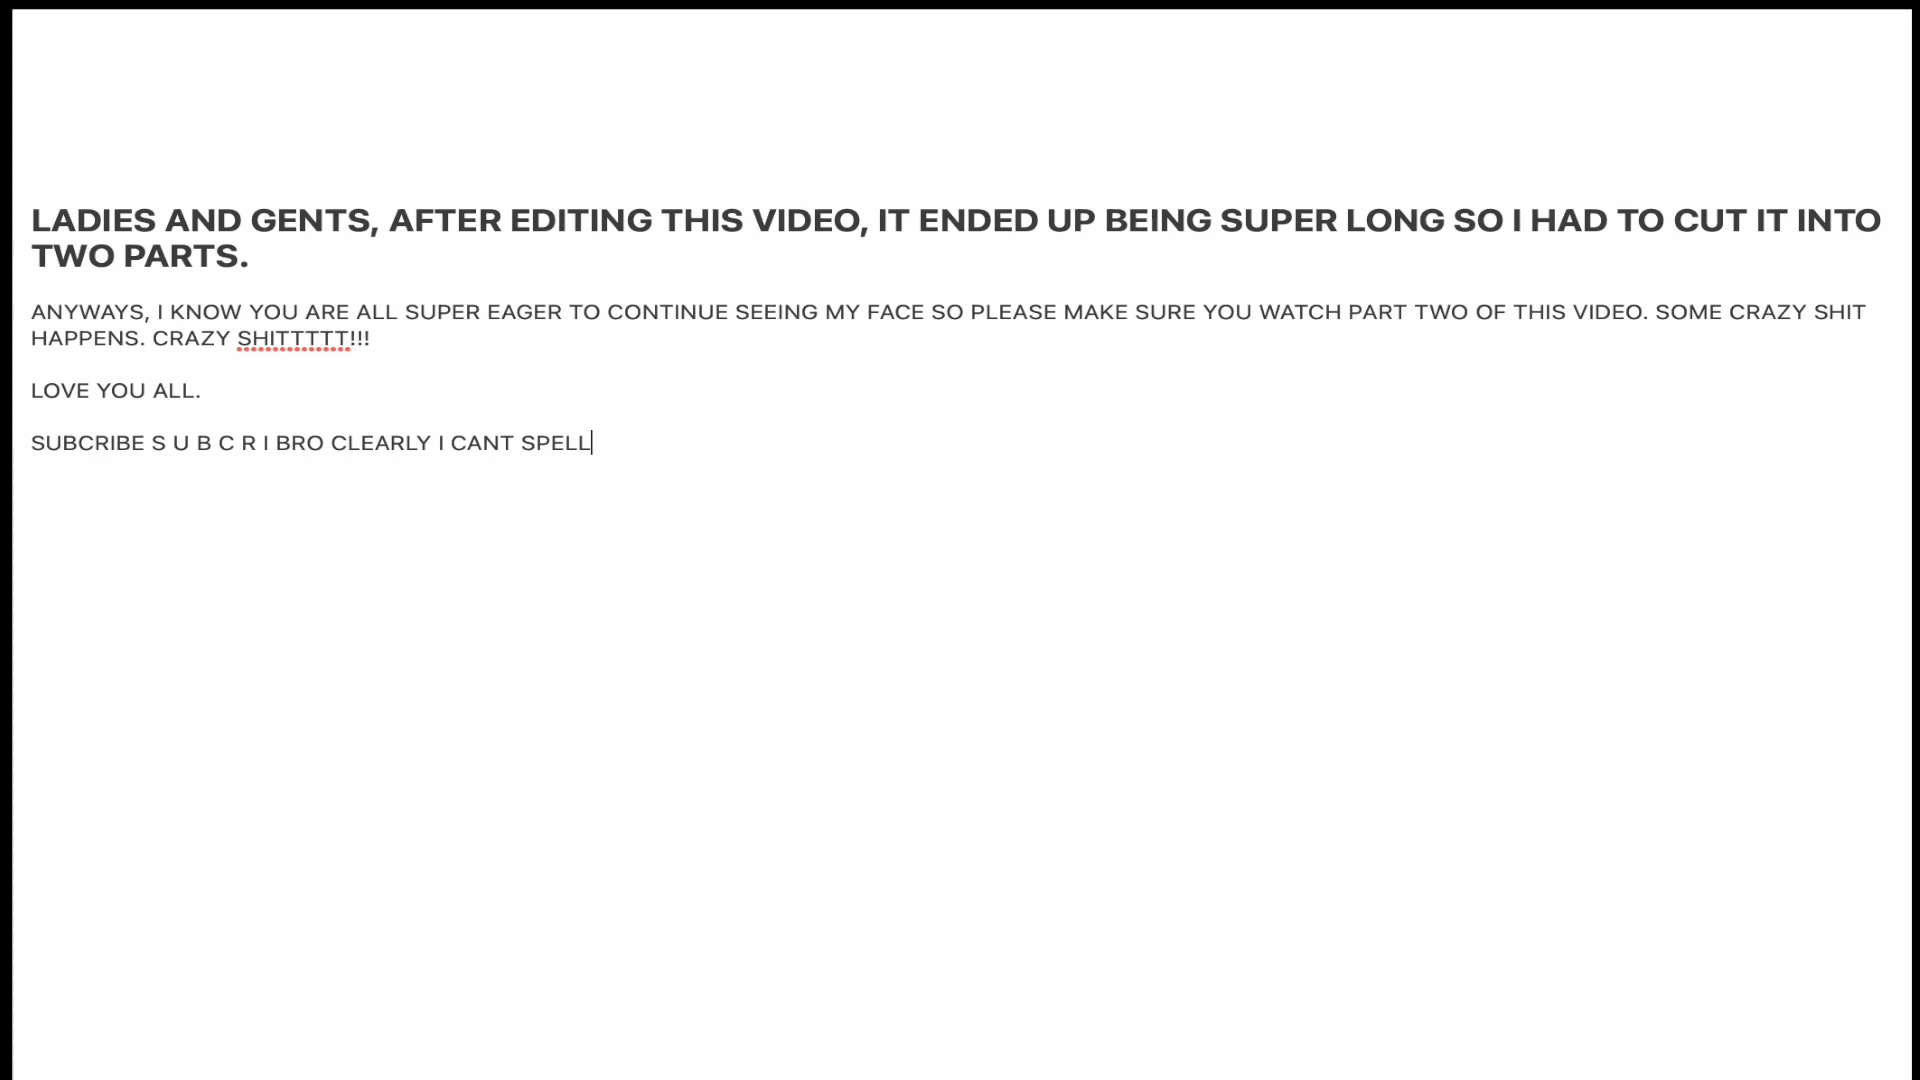 LADIES AND GENTS, AFTER EDITING THIS VIDEO, IT ENDED UP BEING SUPER LONG SO I HAD TO CUT IT INTO
TWO PARTS.
ANYWAYS, I KNOW YOU ARE ALL SUPER EAGER TO CONTINUE SEEING MY FACE SO PLEASE MAKE SURE YOU WATCH PART TWO OF THIS VIDEO. SOME CRAZY SHIT
HAPPENS. CRAZY SHITTTTT!!!
LOVE YOU ALL.
SUBCRIBE S U B C R I BRO CLEARLY I CANT SPELL